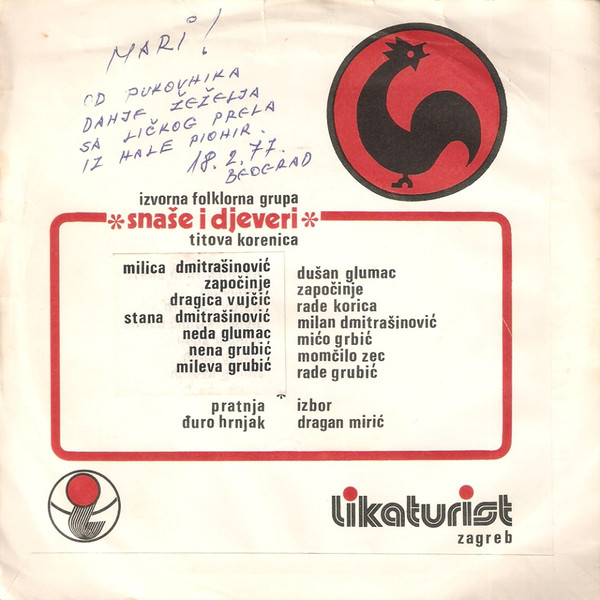 MARI!
OD PUKOVNIKA
DANJE ŽEŽELJA
SA LIČKOG PRELA
IZ HALE PIONIR.
18.2.77.
BEOGRAD
izvorna folklorna grupa
*snaše i djeveri*
titova korenica
milica dmitrašinović
započinje
dragica vujčić
stana dmitrašinović
neda glumac
nena grubić
mileva grubić
dušan glumac
započinje
rade korica
milan dmitrašinović
mićo grbić
momčilo zec
rade grubić
*
pratnja
đuro hrnjak
izbor
dragan mirić
likaturist
zagreb